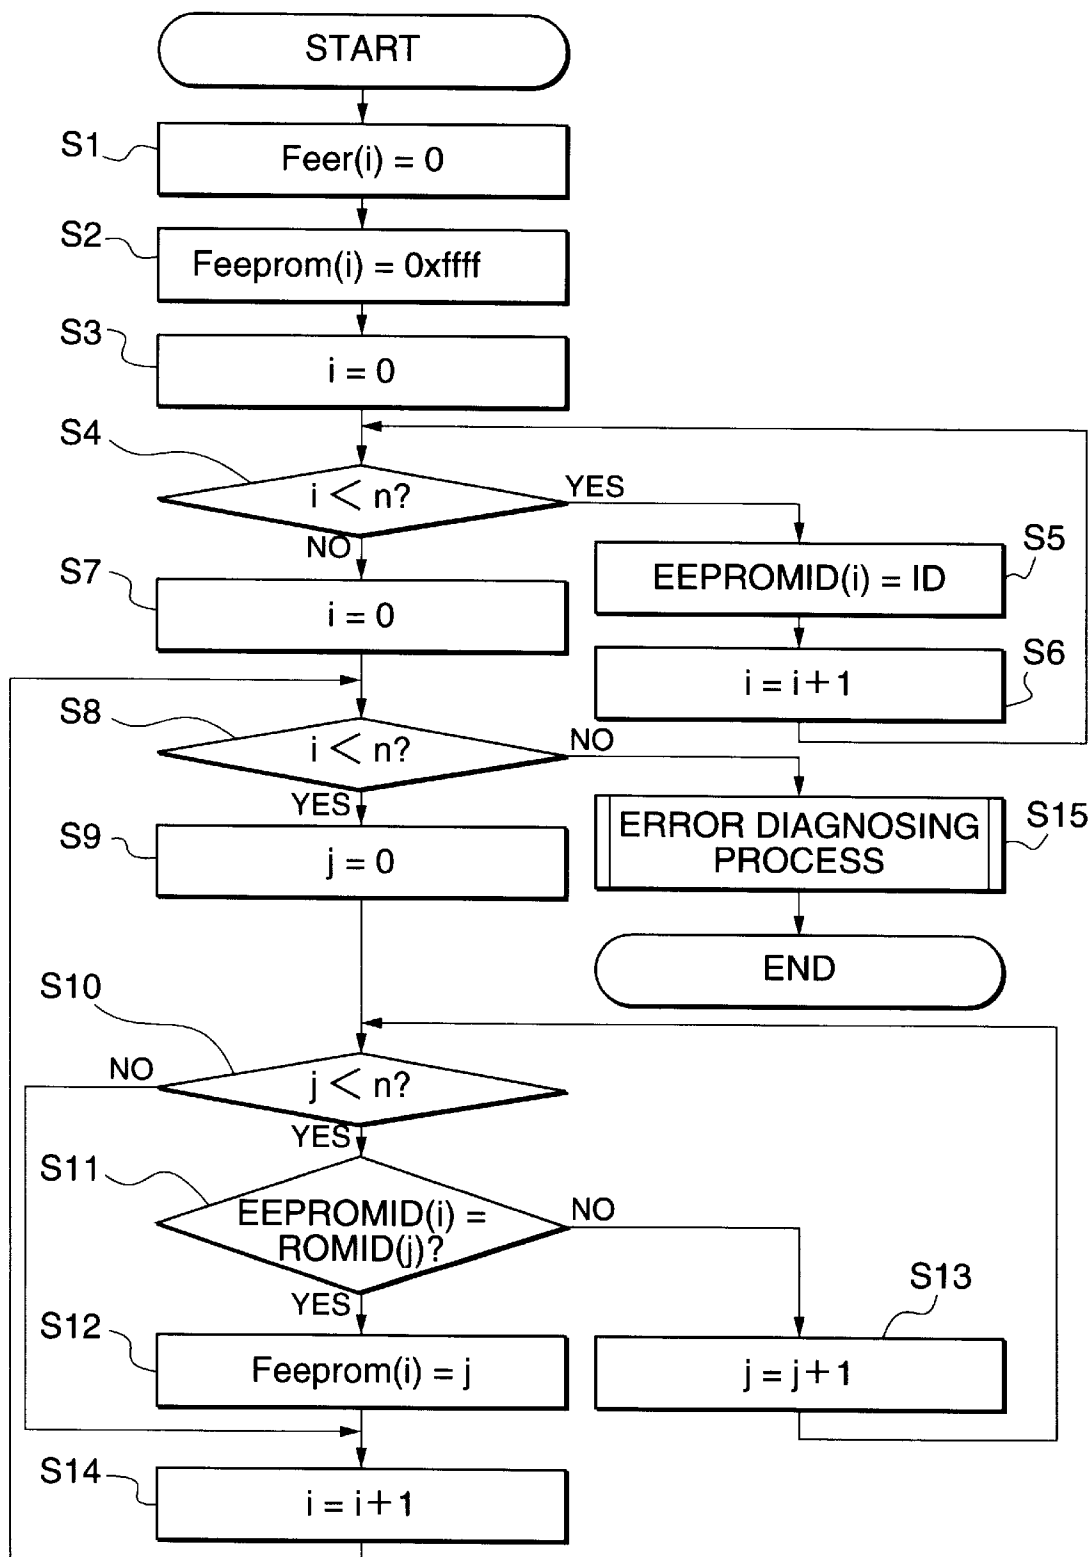 START
S1
Feer(i) = 0
S2
Feeprom(i) = 0xffff
S3
i = 0
S4
i < n?
YES
NO
S5
EEPROMID(i) = ID
S7
i = 0
S6
i = i+1
S8
i < n?
NO
YES
S9
j = 0
ERROR DIAGNOSING
PROCESS
S15
END
S10
NO
j < n?
YES
S11
EEPROMID(i) =
ROMID(j)?
NO
YES
S12
Feeprom(i) = j
S13
j = j+1
S14
i = i+1